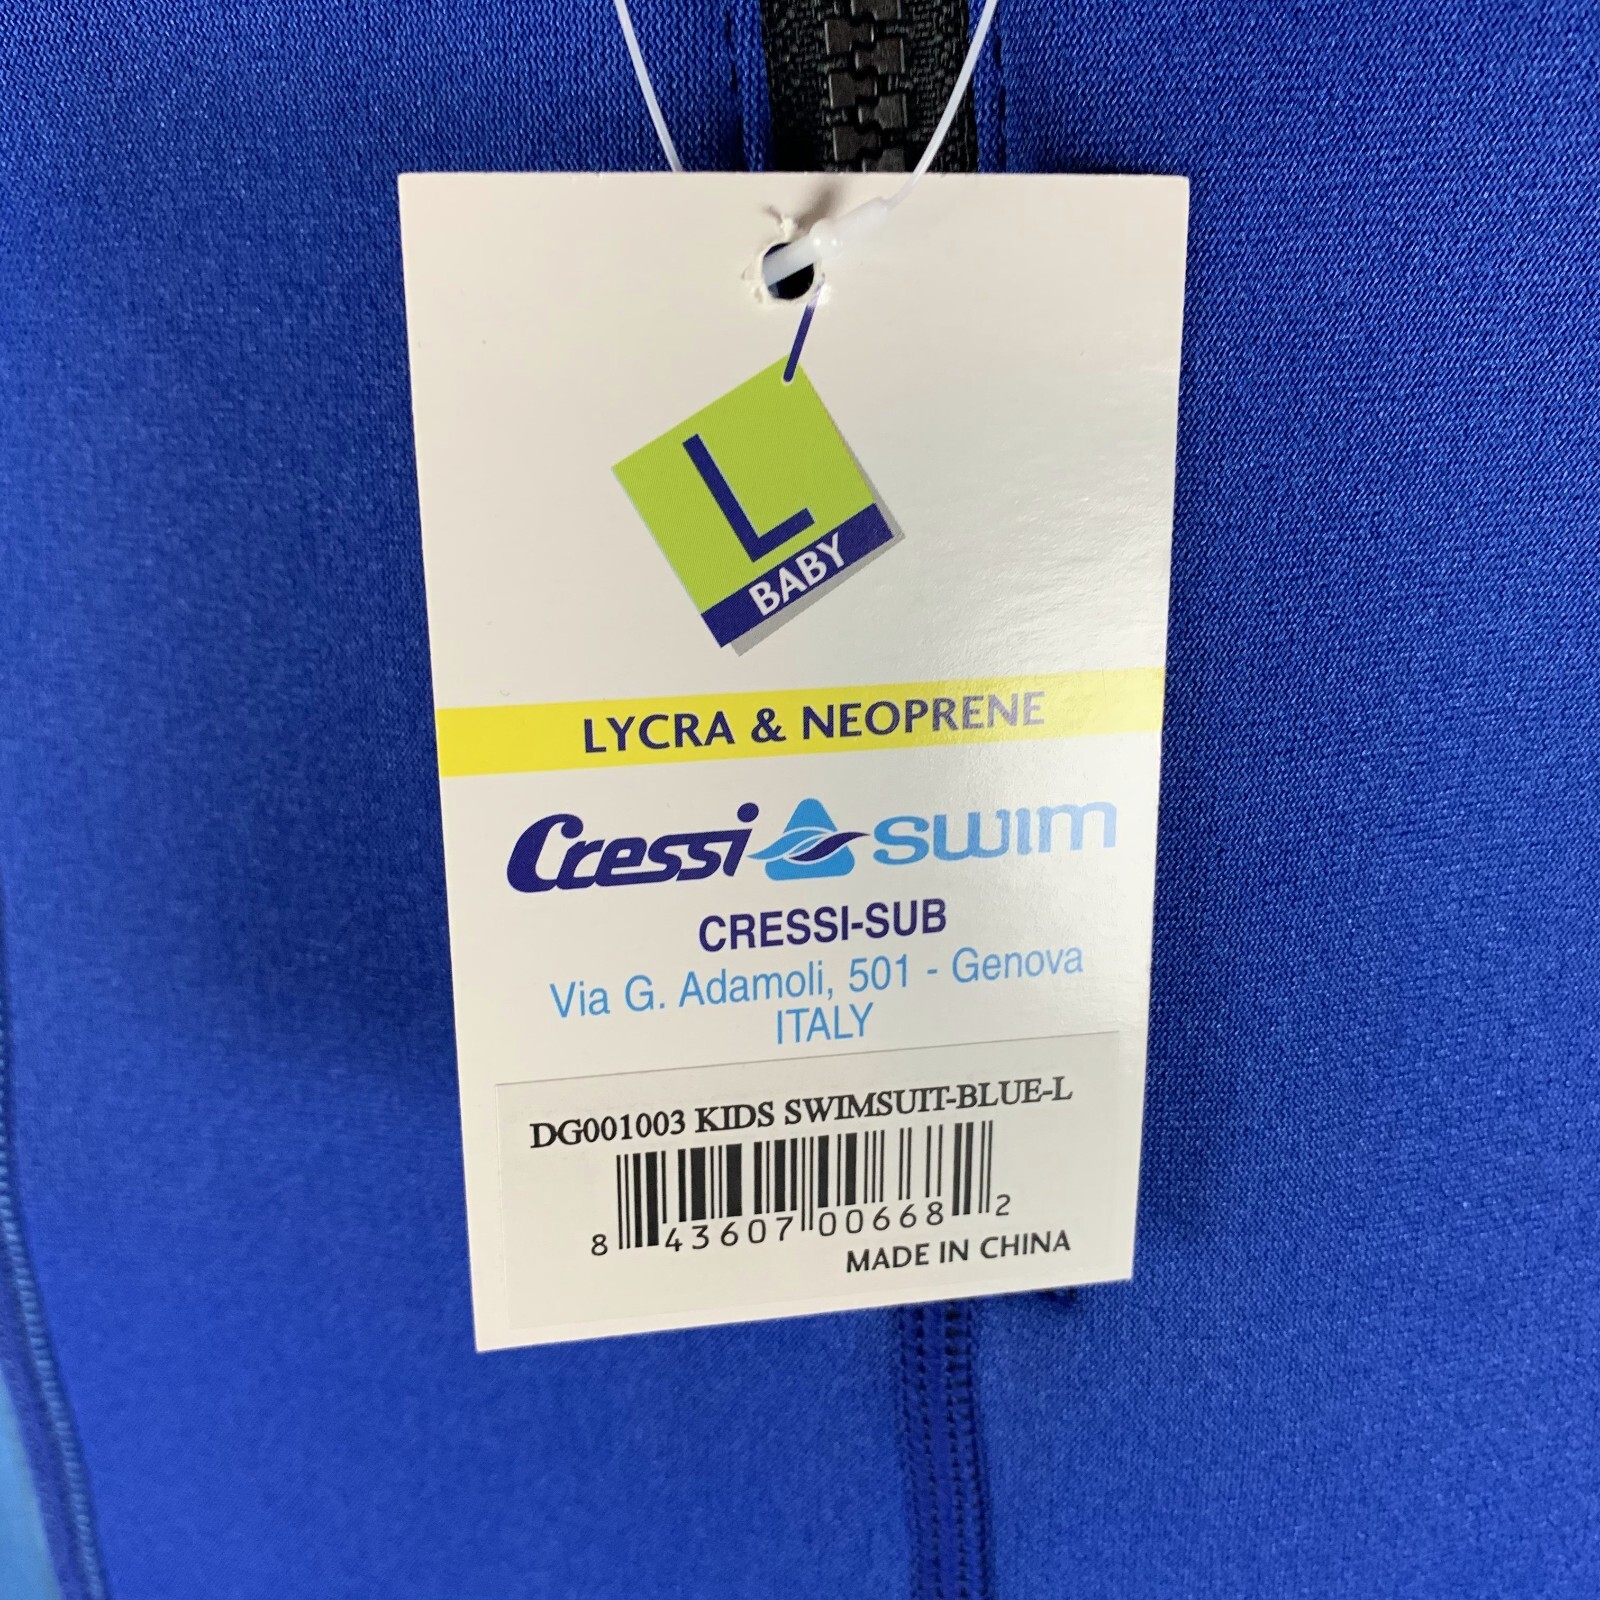 L
BABY
LYCRA & NEOPRENE
Cressi swim
CRESSI-SUB
Via G. Adamoli, 501 - Genova
ITALY
DG001003 KIDS SWIMSUIT-BLUE-L
8 43607 00668 2
MADE IN CHINA